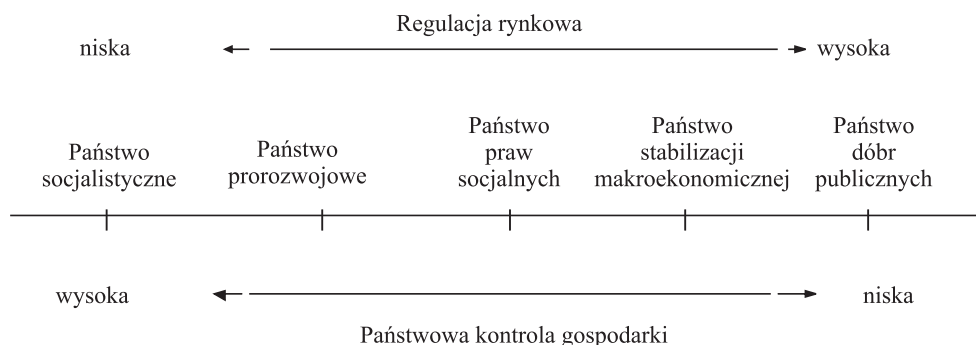 Regulacja rynkowa
niska
wysoka
Państwo
socjalistyczne
Państwo
prorozwojowe
Państwo
praw
socjalnych
Państwo
stabilizacji
makroekonomicznej
Państwo
dóbr
publicznych
wysoka
niska
Państwowa kontrola gospodarki